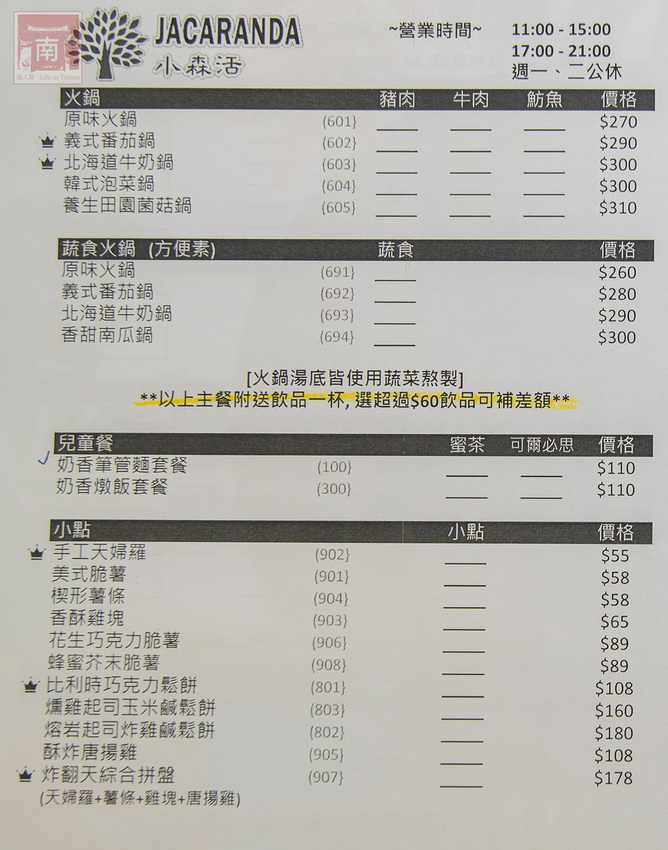 南
南人幫 - Life in Tainan
JACARANDA
小森活
~營業時間~ 11:00 - 15:00
17:00 - 21:00
週一、二公休
火鍋 豬肉 牛肉 魴魚 價格
原味火鍋 (601} $270
義式番茄鍋 (602} $290
北海道牛奶鍋 (603} $300
韓式泡菜鍋 (604} $300
養生田園菌菇鍋 (605} $310
蔬食火鍋 (方便素) 蔬食 價格
原味火鍋 (691} $260
義式番茄鍋 (692} $280
北海道牛奶鍋 (693} $290
香甜南瓜鍋 (694} $300
[火鍋湯底皆使用蔬菜熬製]
**以上主餐附送飲品一杯, 選超過$60飲品可補差額**
兒童餐 蜜茶 可爾必思 價格
奶香筆管麵套餐 (100} $110
奶香燉飯套餐 (300} $110
小點 小點 價格
手工天婦羅 (902} $55
美式脆薯 (901} $58
楔形薯條 (904} $58
香酥雞塊 (903} $65
花生巧克力脆薯 (906} $89
蜂蜜芥末脆薯 (908} $89
比利時巧克力鬆餅 (801} $108
燻雞起司玉米鹹鬆餅 (803} $160
熔岩起司炸雞鹹鬆餅 (802} $180
酥炸唐揚雞 (905} $108
炸翻天綜合拼盤 (907} $178
(天婦羅+薯條+雞塊+唐揚雞)